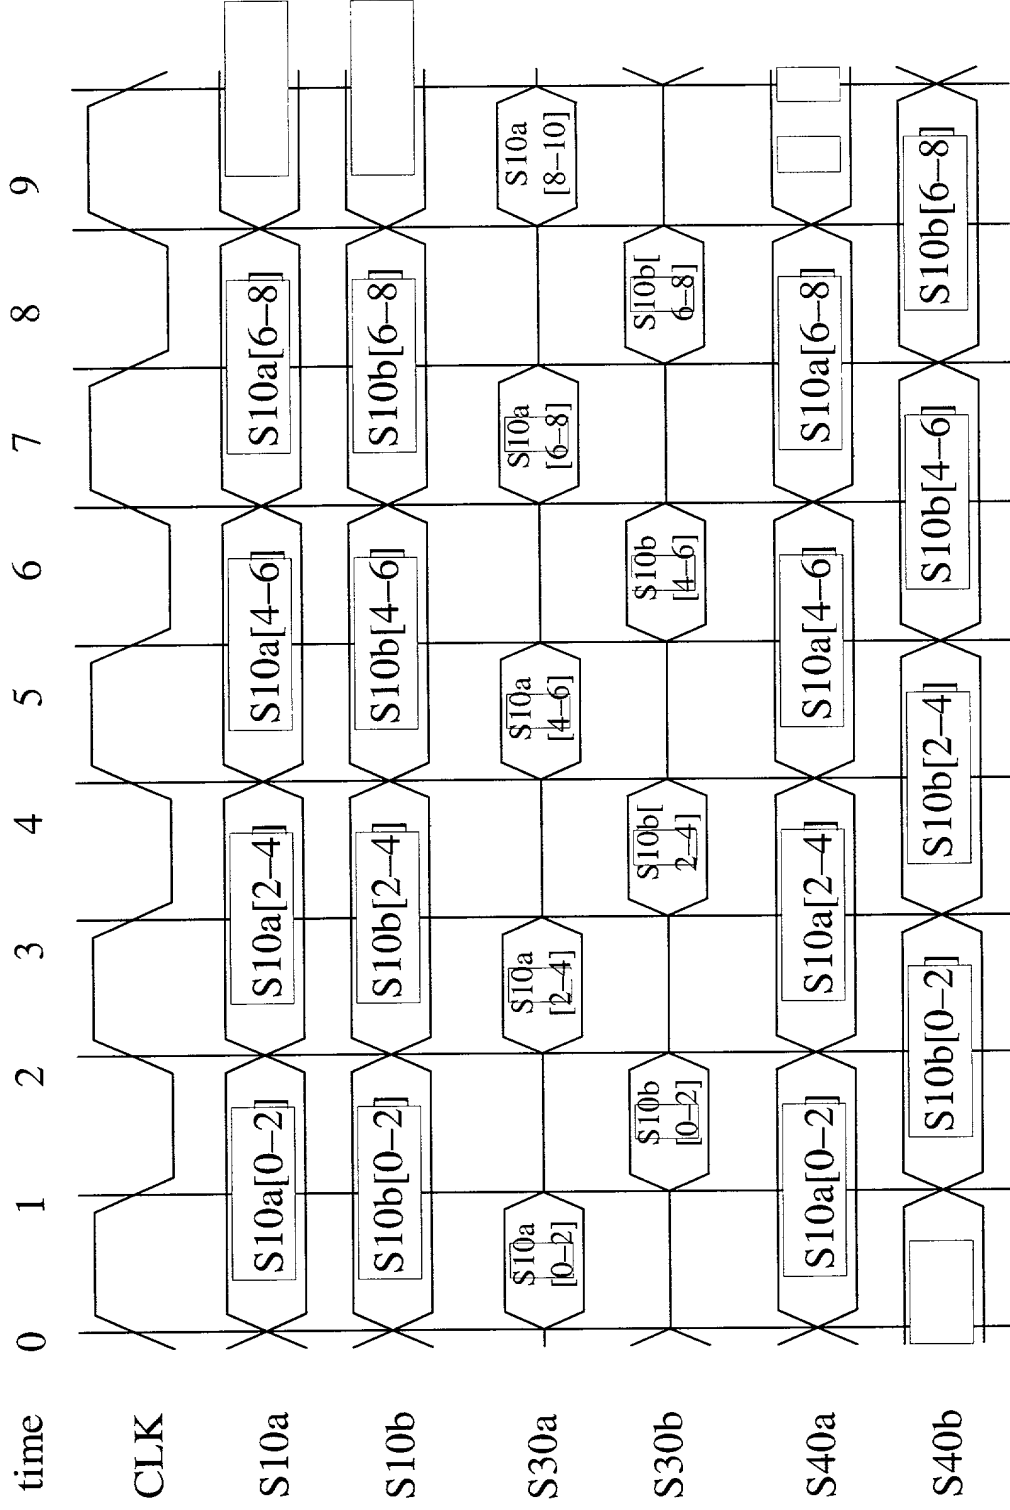 time 0 1 2 3 4 5 6 7 8 9
CLK
S10a S10a[0–2] S10a[2–4] S10a[4–6] S10a[6–8]
S10b S10b[0–2] S10b[2–4] S10b[4–6] S10b[6–8]
S30a S10a S10a S10a S10a S10a
[0–2] [2–4] [4–6] [6–8] [8–10]
S30b S10b S10b[ S10b S10b[
[0–2] 2–4] [4–6] 6–8]
S40a S10a[0–2] S10a[2–4] S10a[4–6] S10a[6–8]
S40b S10b[0–2] S10b[2–4] S10b[4–6] S10b[6–8]